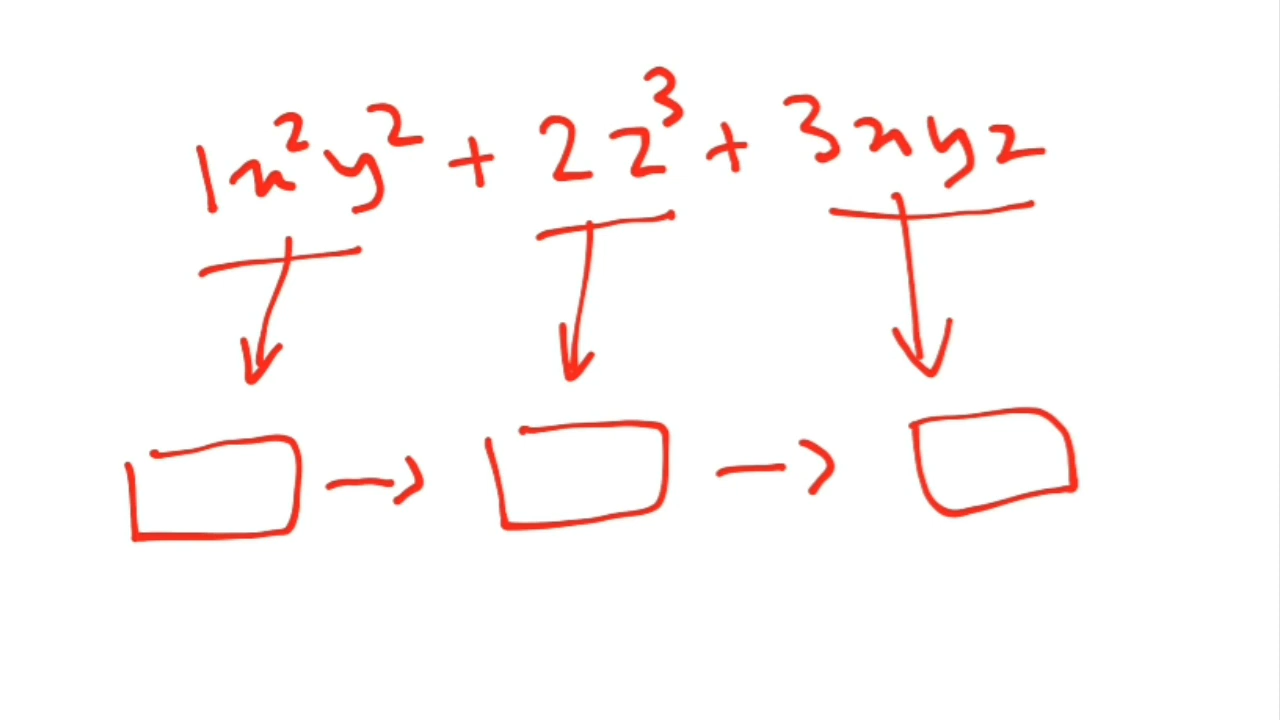 1x²y² + 2z³ + 3xyz